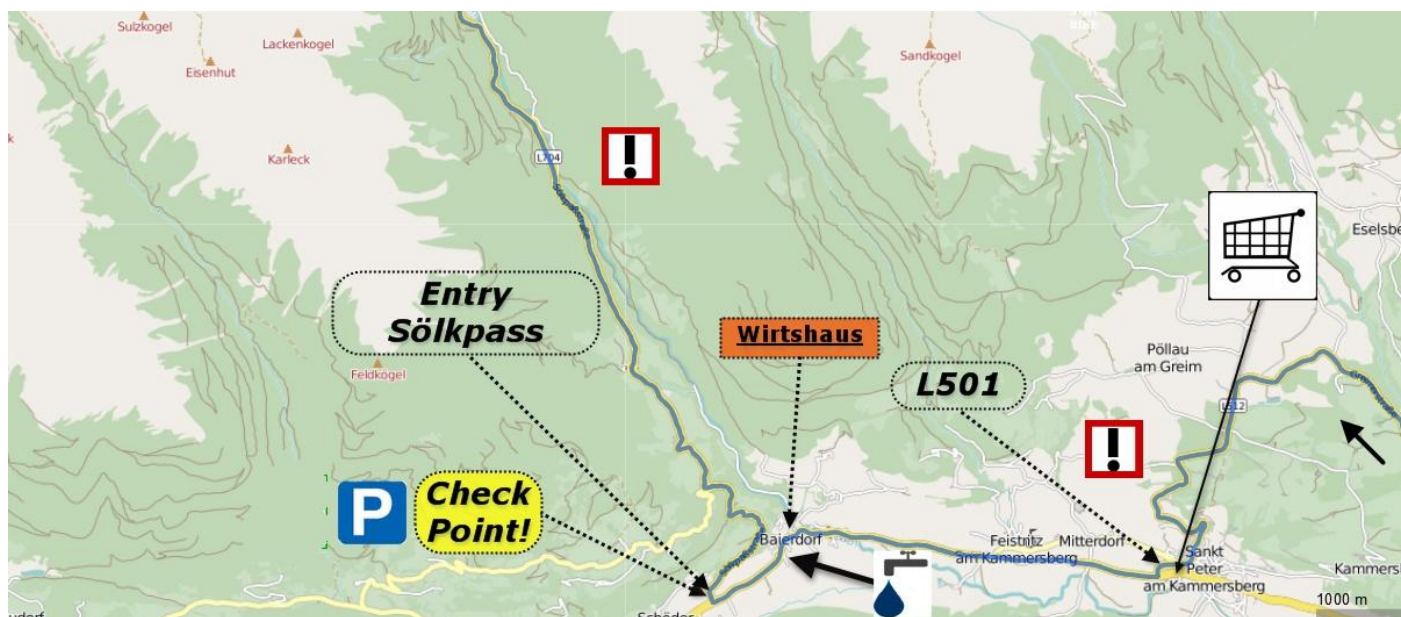 Sulzkogel
Lackenkogel
Eisenhut
Sandkogel
Karleck
L704
Sölkpaßstraße
Entry
Sölkpass
Wirtshaus
L501
Pöllau
am Greim
Eselsbe
Feldkogel
L512
P
Check
Point!
Baierdorf
Feistritz
am Kammersberg
Mitterdorf
Sankt
Peter
am Kammersberg
Kammers
Schöder
1000 m